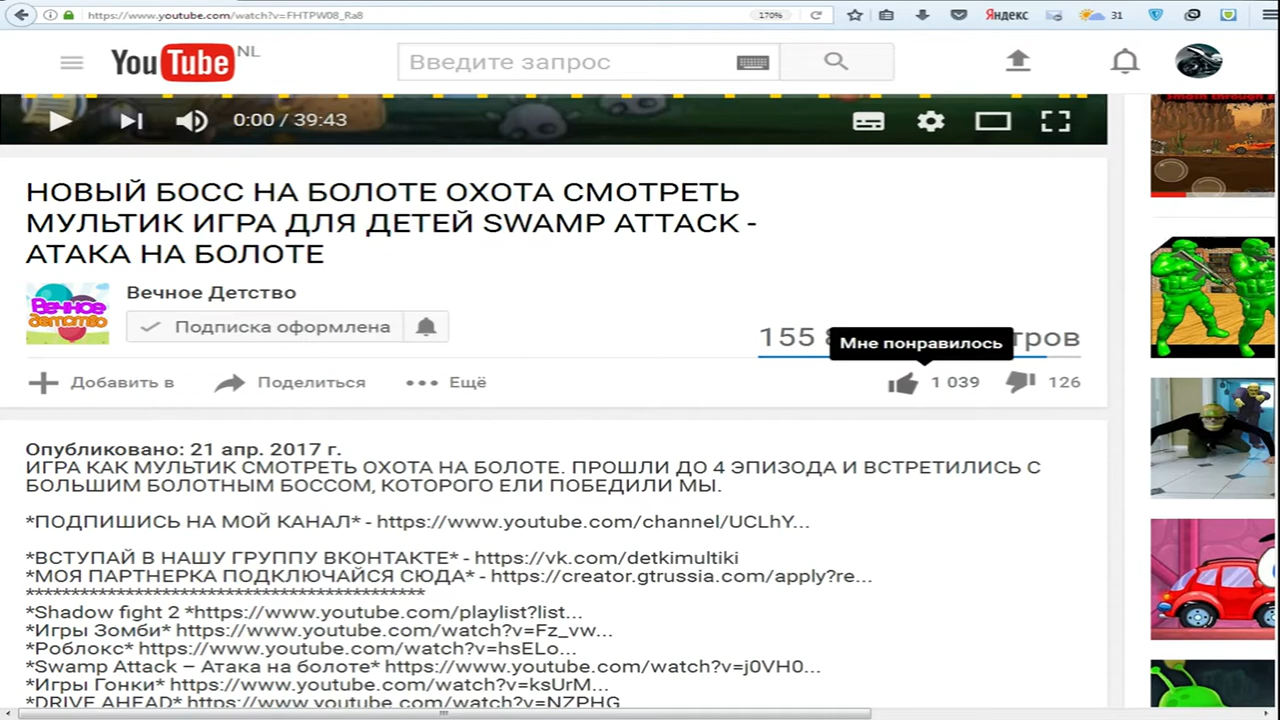 https://www.youtube.com/watch?v=FHTPW08_Ra8
170%
Яндекс
31
YouTube NL
Введите запрос
0:00 / 39:43
НОВЫЙ БОСС НА БОЛОТЕ ОХОТА СМОТРЕТЬ
МУЛЬТИК ИГРА ДЛЯ ДЕТЕЙ SWAMP ATTACK -
АТАКА НА БОЛОТЕ
Вечное Детство
Вечное
детство
Подписка оформлена
155
Мне понравилось
Добавить в
Поделиться
Ещё
1 039
126
Опубликовано: 21 апр. 2017 г.
ИГРА КАК МУЛЬТИК СМОТРЕТЬ ОХОТА НА БОЛОТЕ. ПРОШЛИ ДО 4 ЭПИЗОДА И ВСТРЕТИЛИСЬ С
БОЛЬШИМ БОЛОТНЫМ БОССОМ, КОТОРОГО ЕЛИ ПОБЕДИЛИ МЫ.
*ПОДПИШИСЬ НА МОЙ КАНАЛ* - https://www.youtube.com/channel/UCLhY...
*ВСТУПАЙ В НАШУ ГРУППУ ВКОНТАКТЕ* - https://vk.com/detkimultiki
*МОЯ ПАРТНЕРКА ПОДКЛЮЧАЙСЯ СЮДА* - https://creator.gtrussia.com/apply?re...
*****************************************
*Shadow fight 2 *https://www.youtube.com/playlist?list...
*Игры Зомби* https://www.youtube.com/watch?v=Fz_vw...
*Роблокс* https://www.youtube.com/watch?v=hsELo...
*Swamp Attack – Атака на болоте* https://www.youtube.com/watch?v=j0VH0...
*Игры Гонки* https://www.youtube.com/watch?v=ksUrM...
*DRIVE AHEAD* https://www.youtube.com/watch?v=NZPHG